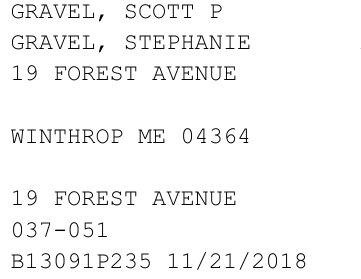 GRAVEL, SCOTT P
GRAVEL, STEPHANIE
19 FOREST AVENUE
WINTHROP ME 04364
19 FOREST AVENUE
037-051
B13091P235 11/21/2018